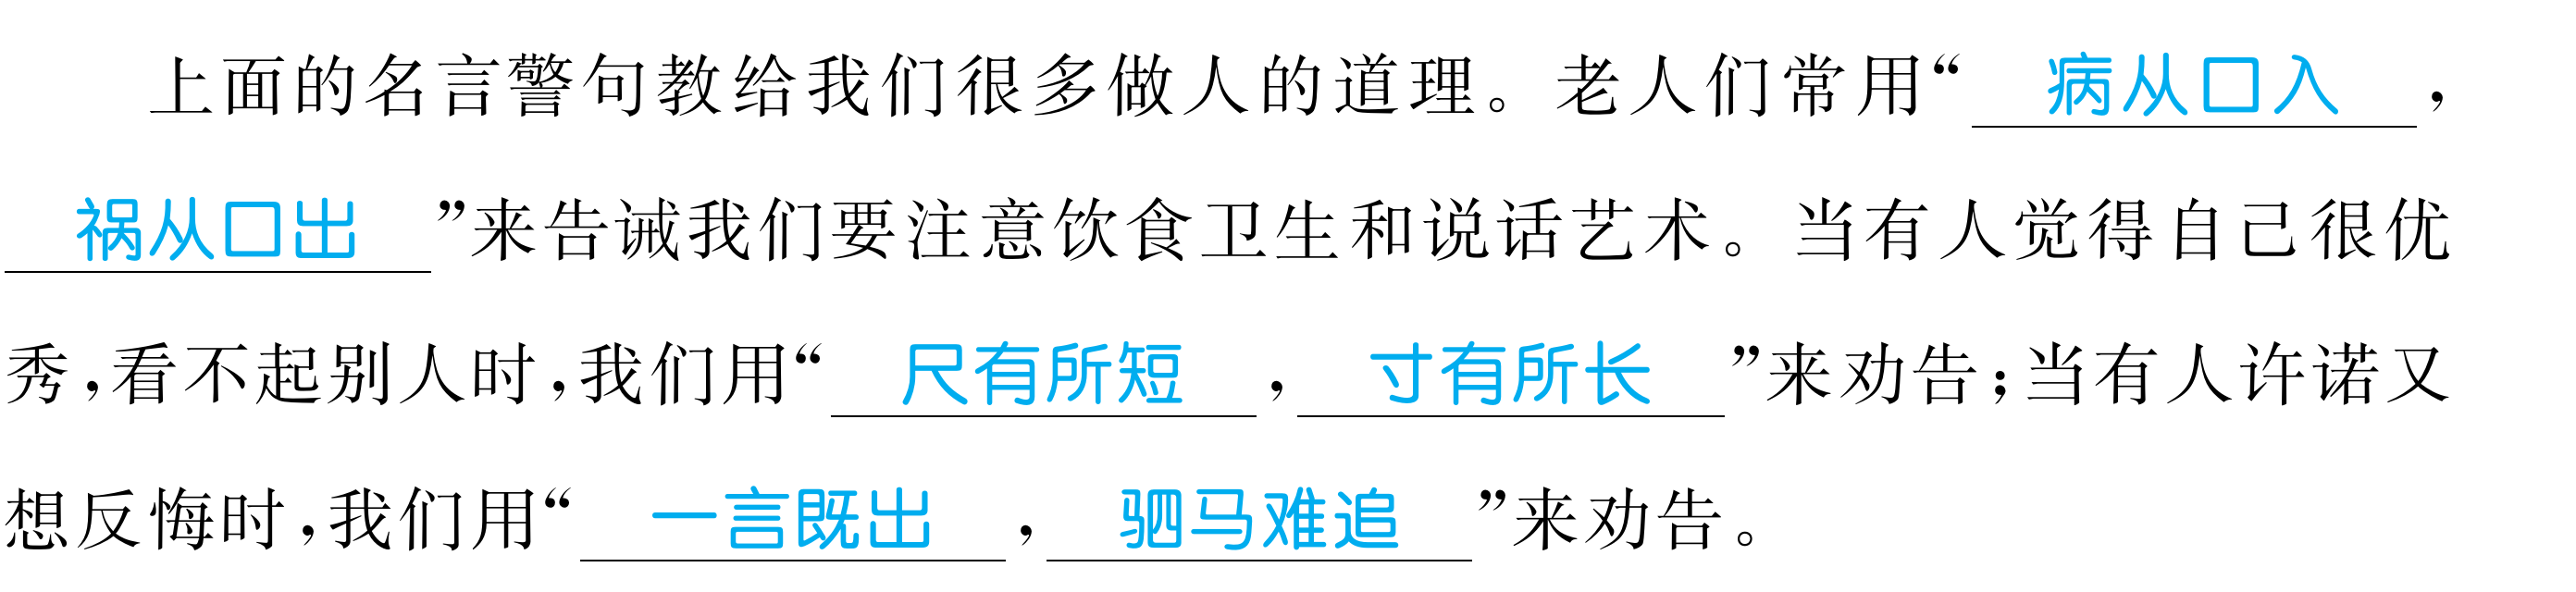 上面的名言警句教给我们很多做人的道理。老人们常用“病从口入，
祸从口出”来告诫我们要注意饮食卫生和说话艺术。当有人觉得自己很优
秀，看不起别人时，我们用“尺有所短，寸有所长”来劝告；当有人许诺又
想反悔时，我们用“一言既出，驷马难追”来劝告。